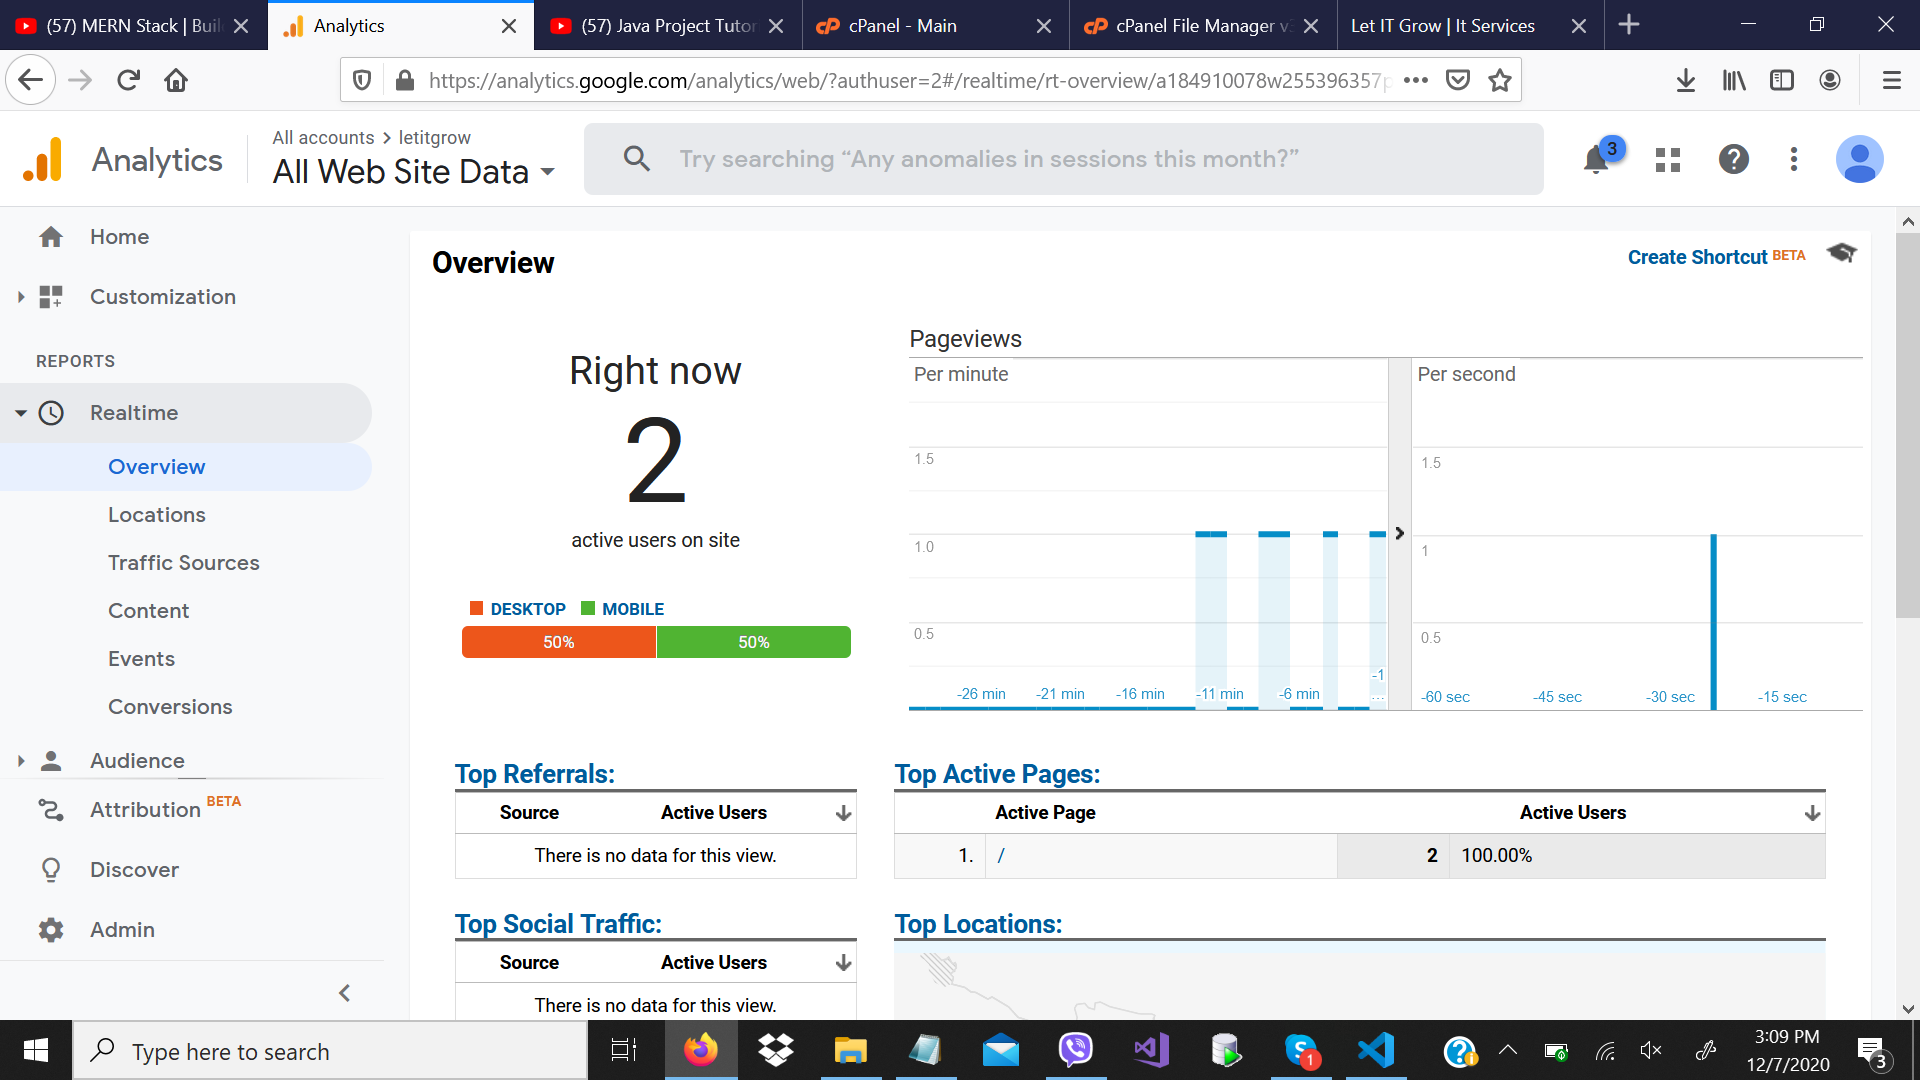 (57) MERN Stack | Buil
Analytics
(57) Java Project Tutor
cPanel - Main
cPanel File Manager v3
Let IT Grow | It Services
https://analytics.google.com/analytics/web/?authuser=2#/realtime/rt-overview/a184910078w255396357p
Analytics
All accounts > letitgrow
All Web Site Data
Try searching “Any anomalies in sessions this month?”
3
Home
Customization
REPORTS
Realtime
Overview
Locations
Traffic Sources
Content
Events
Conversions
Audience
Attribution BETA
Discover
Admin
Overview
Create Shortcut BETA
Right now
2
active users on site
DESKTOP MOBILE
50% 50%
Pageviews
Per minute
1.5
1.0
0.5
-26 min -21 min -16 min -11 min -6 min -1
...
Per second
1.5
1
0.5
-60 sec -45 sec -30 sec -15 sec
Top Referrals:
Source Active Users
There is no data for this view.
Top Active Pages:
Active Page Active Users
1. / 2 100.00%
Top Social Traffic:
Source Active Users
There is no data for this view.
Top Locations:
Type here to search
1
3:09 PM
12/7/2020
3